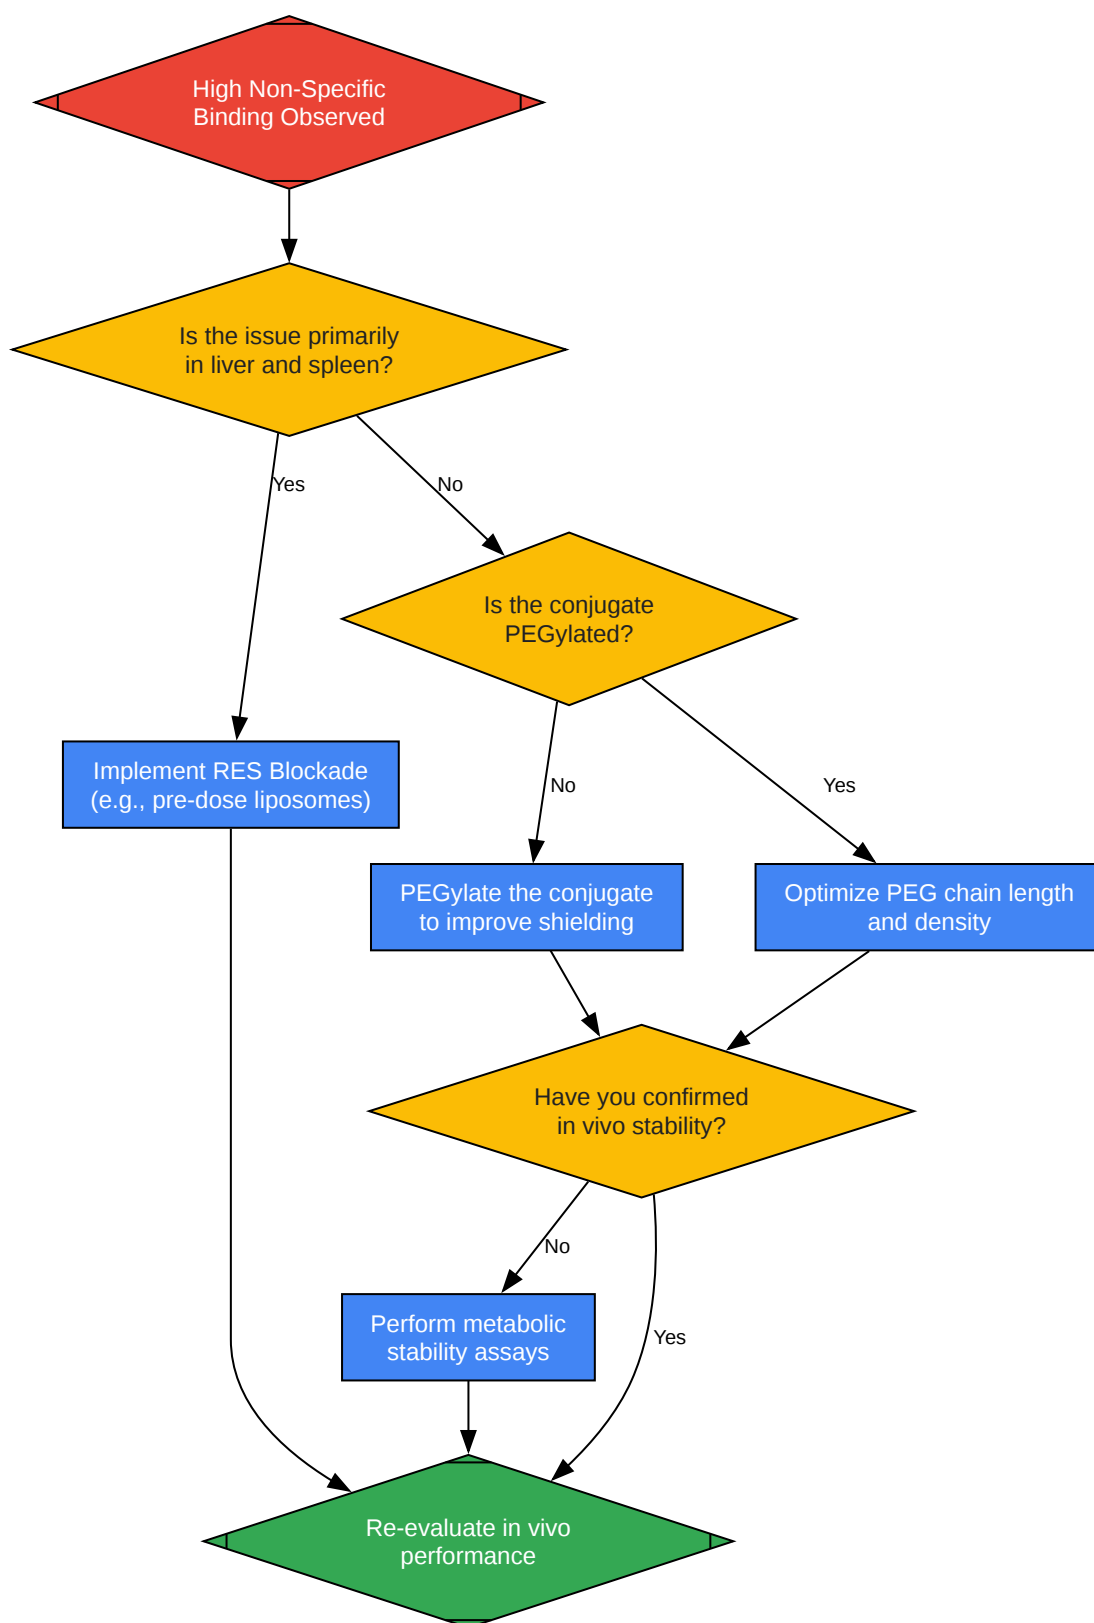 High Non-Specific
Binding Observed
Is the issue primarily
in liver and spleen?
Yes
No
Is the conjugate
PEGylated?
Implement RES Blockade
(e.g., pre-dose liposomes)
No
Yes
PEGylate the conjugate
to improve shielding
Optimize PEG chain length
and density
Have you confirmed
in vivo stability?
No
Perform metabolic
stability assays
Yes
Re-evaluate in vivo
performance